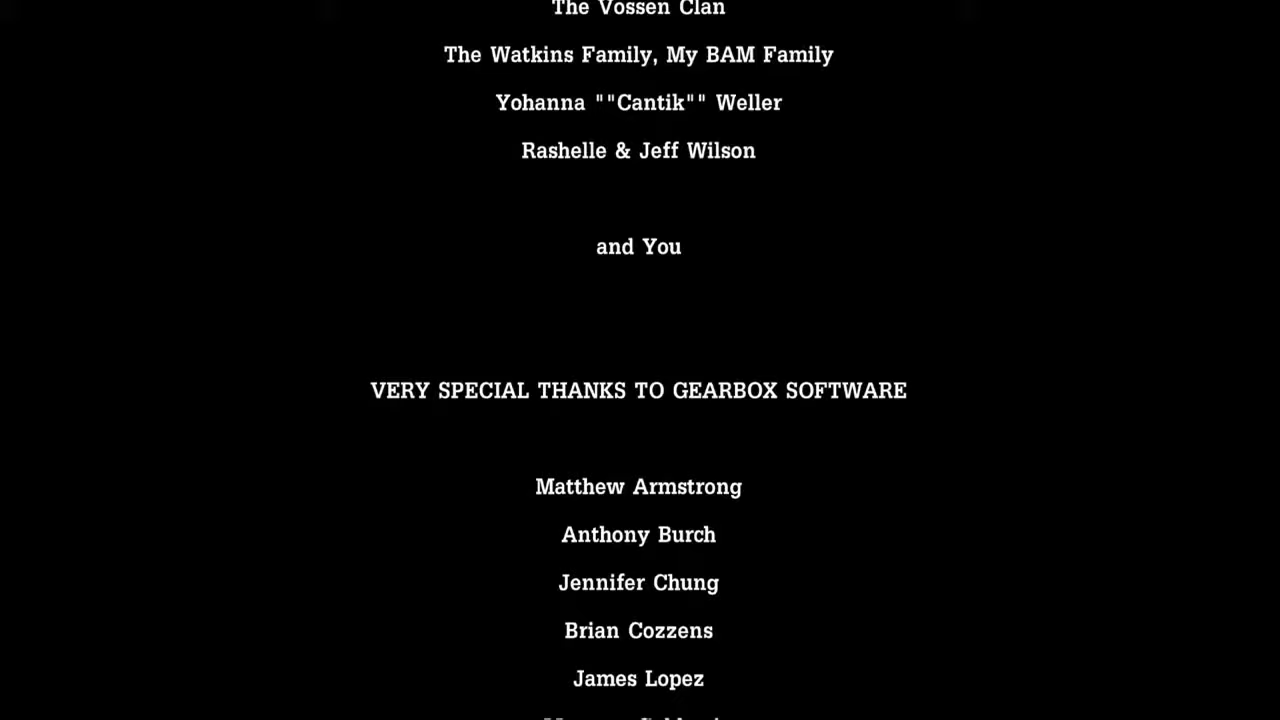 The Vossen Clan
The Watkins Family, My BAM Family
Yohanna ""Cantik"" Weller
Rashelle & Jeff Wilson
and You
VERY SPECIAL THANKS TO GEARBOX SOFTWARE
Matthew Armstrong
Anthony Burch
Jennifer Chung
Brian Cozzens
James Lopez